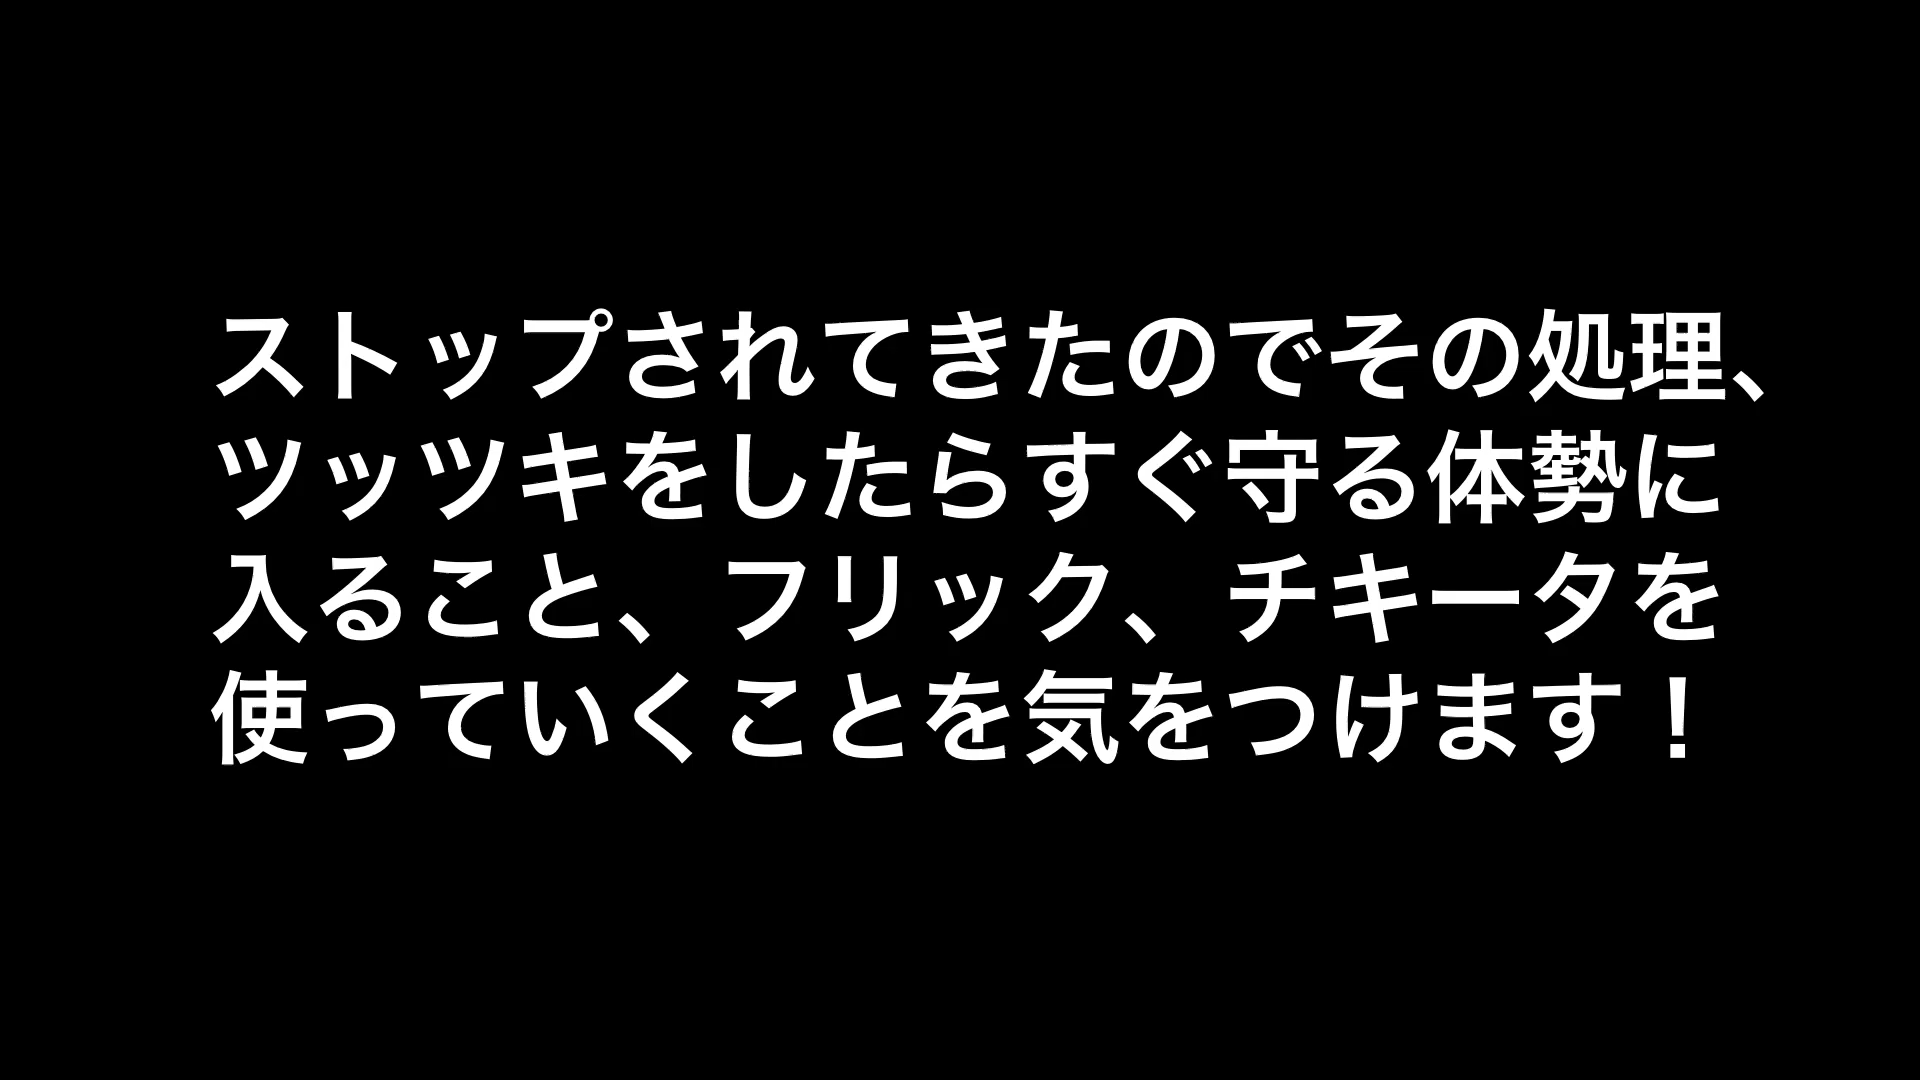 ストップされてきたのでその処理、
ツッツキをしたらすぐ守る体勢に
入ること、フリック、チキータを
使っていくことを気をつけます！